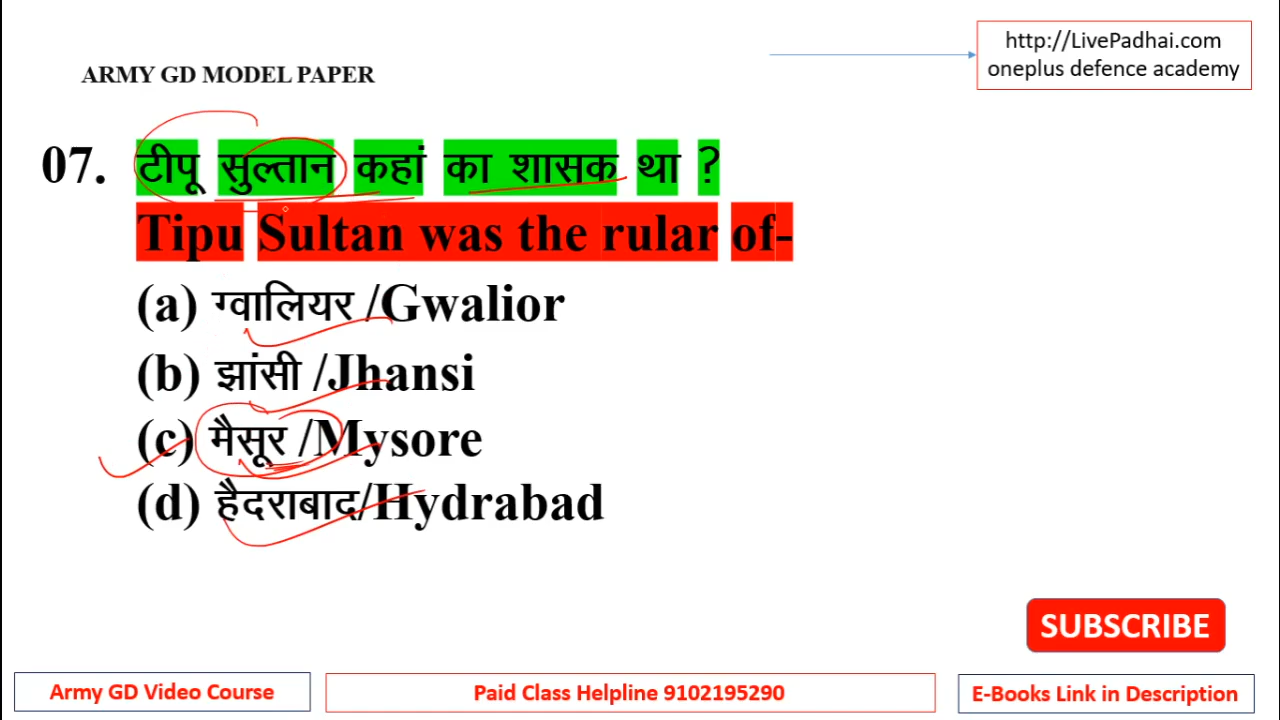 http://LivePadhai.com
oneplus defence academy
ARMY GD MODEL PAPER
07. टीपू सुल्तान कहां का शासक था ?
Tipu Sultan was the rular of-
(a) ग्वालियर /Gwalior
(b) झांसी /Jhansi
(c) मैसूर /Mysore
(d) हैदराबाद/Hydrabad
SUBSCRIBE
Army GD Video Course
Paid Class Helpline 9102195290
E-Books Link in Description